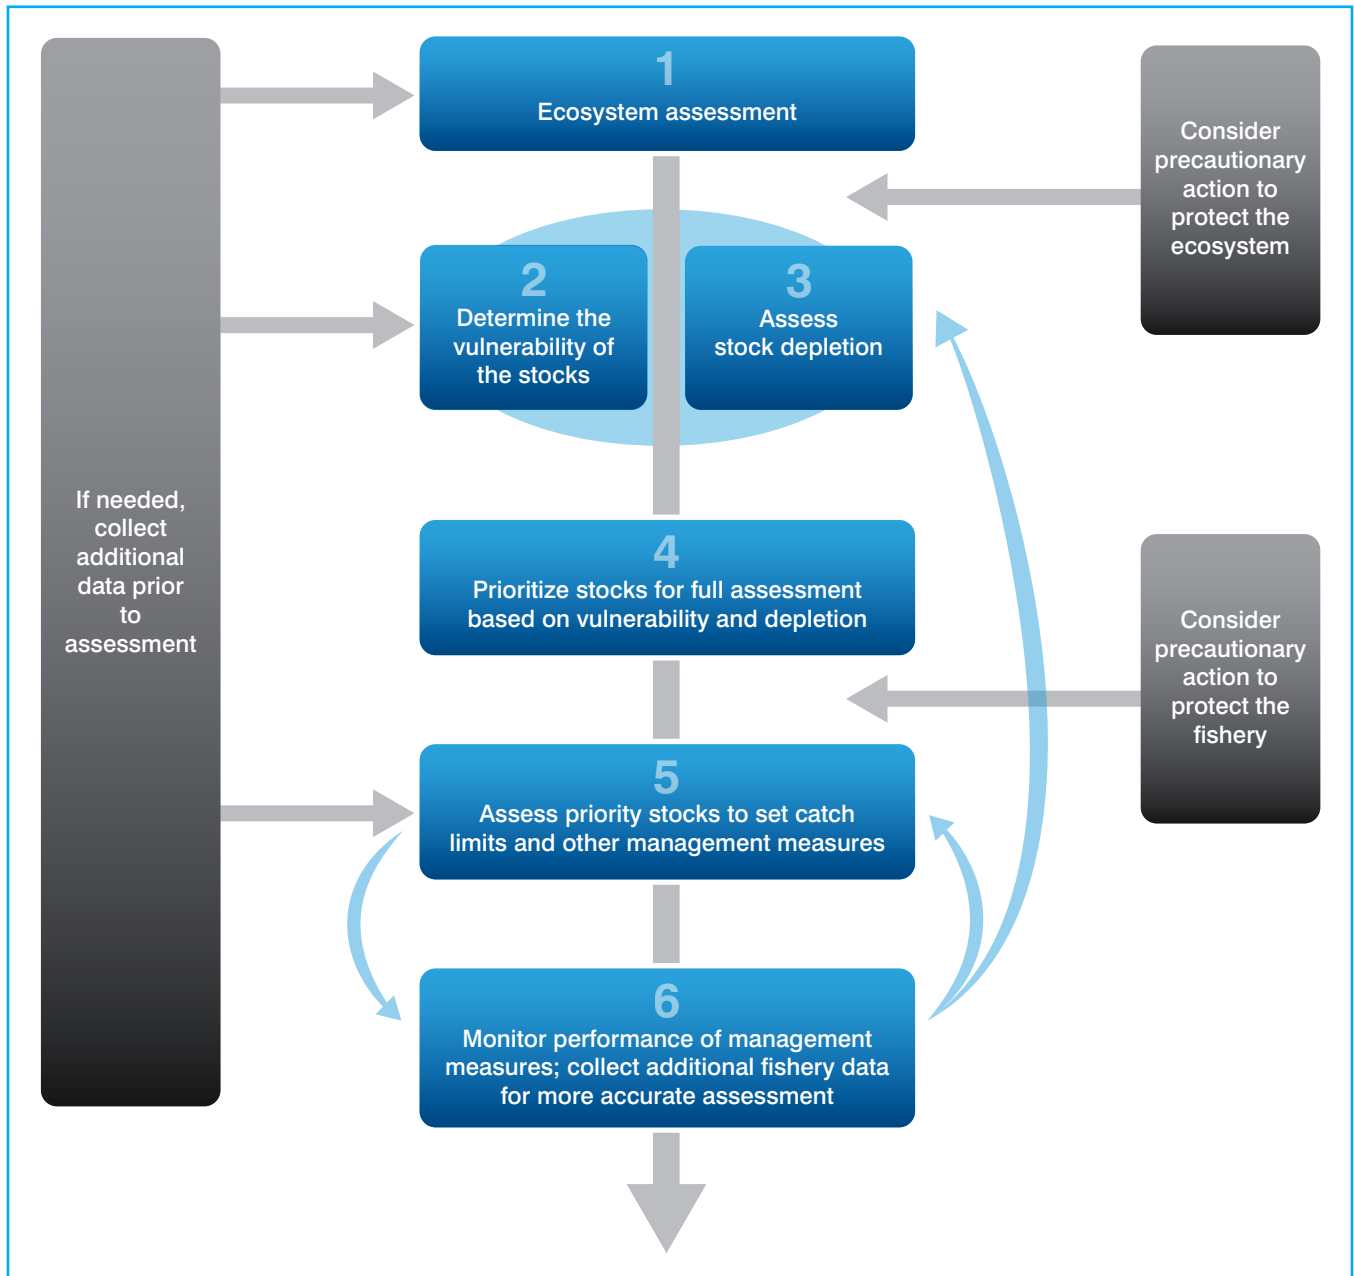 1
Ecosystem assessment
Consider
precautionary
action to
protect the
ecosystem
2
Determine the
vulnerability of
the stocks
3
Assess
stock depletion
If needed,
collect
additional
data prior
to
assessment
4
Prioritize stocks for full assessment
based on vulnerability and depletion
Consider
precautionary
action to
protect the
fishery
5
Assess priority stocks to set catch
limits and other management measures
6
Monitor performance of management
measures; collect additional fishery data
for more accurate assessment